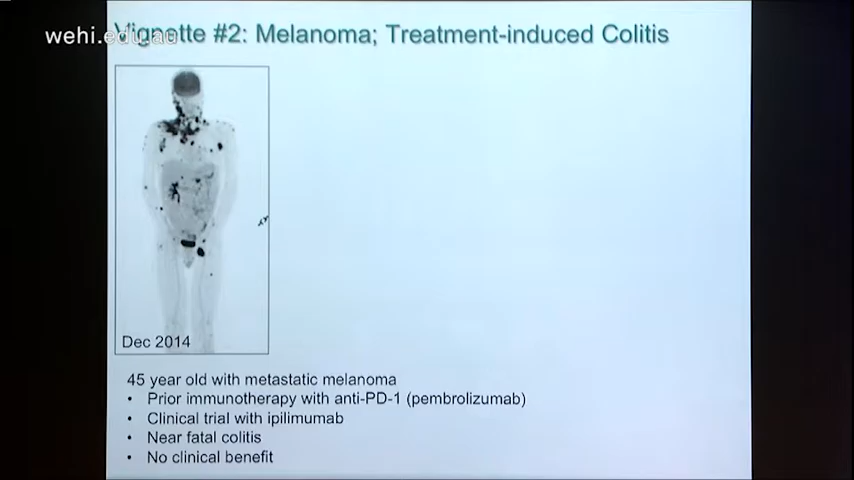 wehi.edu.au
Vignette #2: Melanoma; Treatment-induced Colitis
Dec 2014
45 year old with metastatic melanoma
• Prior immunotherapy with anti-PD-1 (pembrolizumab)
• Clinical trial with ipilimumab
• Near fatal colitis
• No clinical benefit